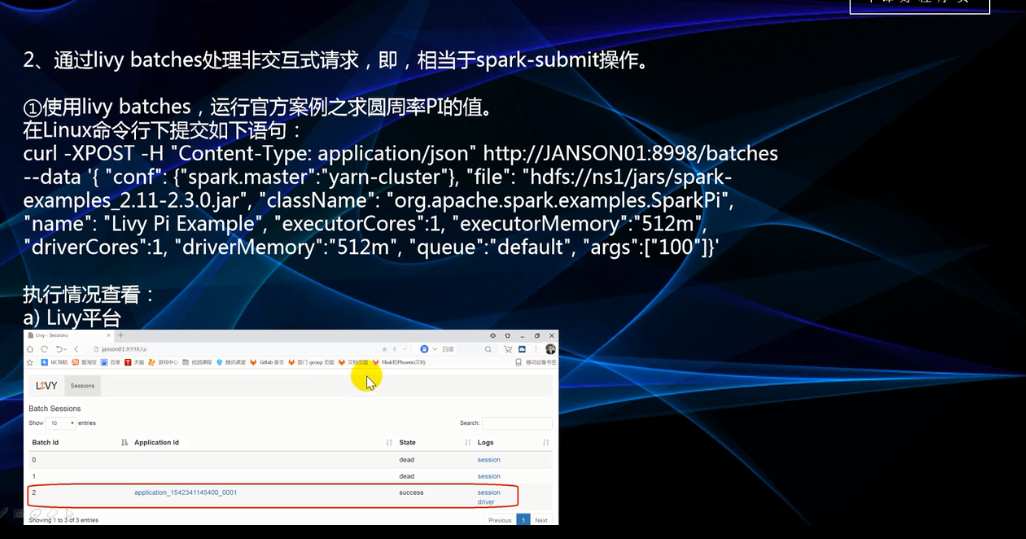 2、通过livy batches处理非交互式请求，即，相当于spark-submit操作。
①使用livy batches，运行官方案例之求圆周率PI的值。
在Linux命令行下提交如下语句：
curl -XPOST -H "Content-Type: application/json" http://JANSON01:8998/batches
--data '{ "conf": {"spark.master":"yarn-cluster"}, "file": "hdfs://ns1/jars/spark-
examples_2.11-2.3.0.jar", "className": "org.apache.spark.examples.SparkPi",
"name": "Livy Pi Example", "executorCores":1, "executorMemory":"512m",
"driverCores":1, "driverMemory":"512m", "queue":"default", "args":["100"]}'
执行情况查看：
a) Livy平台
Livy - Sessions
janson01:8998/ui
百度
LIVY Sessions
Batch Sessions
Show 10 entries Search:
Batch Id Application Id State Logs
0 dead session
1 dead session
2 application_1542341145400_0001 success session
driver
Showing 1 to 3 of 3 entries Previous 1 Next